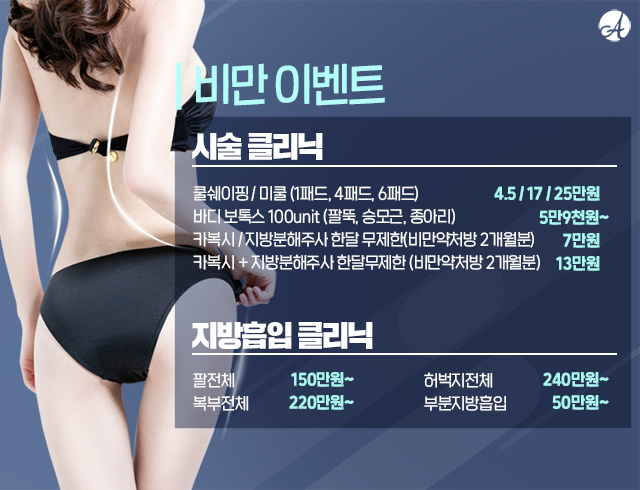 A
비만 이벤트
시술 클리닉
쿨쉐이핑 / 미쿨 (1패드, 4패드, 6패드) 4.5 / 17 / 25만원
바디 보톡스 100unit (팔뚝, 승모근, 종아리) 5만9천원~
카복시 / 지방분해주사 한달 무제한(비만약처방 2개월분) 7만원
카복시 + 지방분해주사 한달무제한 (비만약처방 2개월분) 13만원
지방흡입 클리닉
팔전체 150만원~ 허벅지전체 240만원~
복부전체 220만원~ 부분지방흡입 50만원~